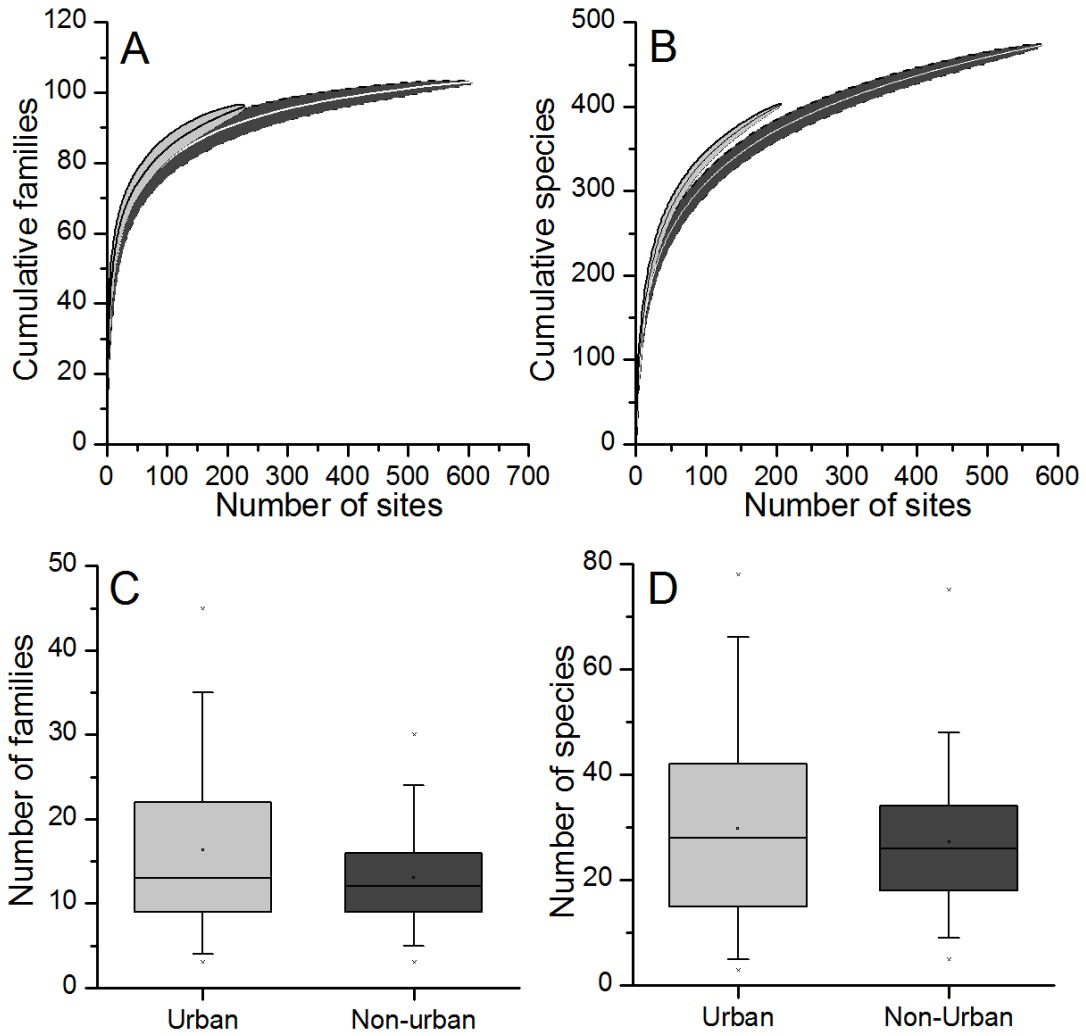 A
120
100
80
60
40
20
0
Cumulative families
0 100 200 300 400 500 600 700
Number of sites
B
500
400
300
200
100
0
Cumulative species
0 100 200 300 400 500 600
Number of sites
C
50
40
30
20
10
0
Number of families
Urban Non-urban
D
80
60
40
20
0
Number of species
Urban Non-Urban